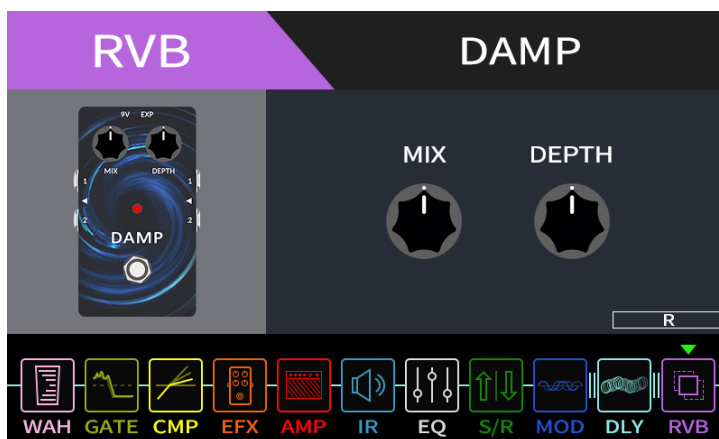 RVB
DAMP
9V EXP
MIX DEPTH
1 1
2 2
DAMP
MIX DEPTH
R
WAH GATE CMP EFX AMP IR EQ S/R MOD DLY RVB